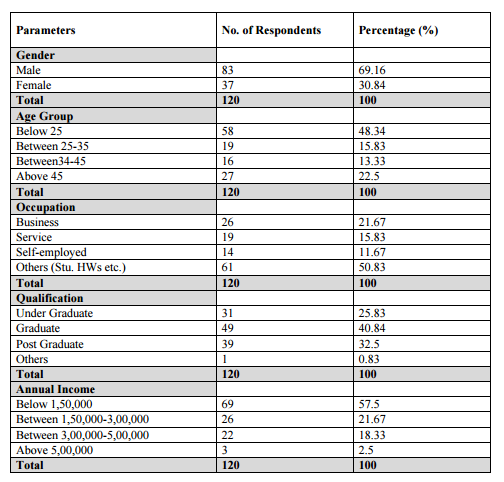 Parameters No. of Respondents Percentage (%)
Gender
Male 83 69.16
Female 37 30.84
Total 120 100
Age Group
Below 25 58 48.34
Between 25-35 19 15.83
Between34-45 16 13.33
Above 45 27 22.5
Total 120 100
Occupation
Business 26 21.67
Service 19 15.83
Self-employed 14 11.67
Others (Stu. HWs etc.) 61 50.83
Total 120 100
Qualification
Under Graduate 31 25.83
Graduate 49 40.84
Post Graduate 39 32.5
Others 1 0.83
Total 120 100
Annual Income
Below 1,50,000 69 57.5
Between 1,50,000-3,00,000 26 21.67
Between 3,00,000-5,00,000 22 18.33
Above 5,00,000 3 2.5
Total 120 100